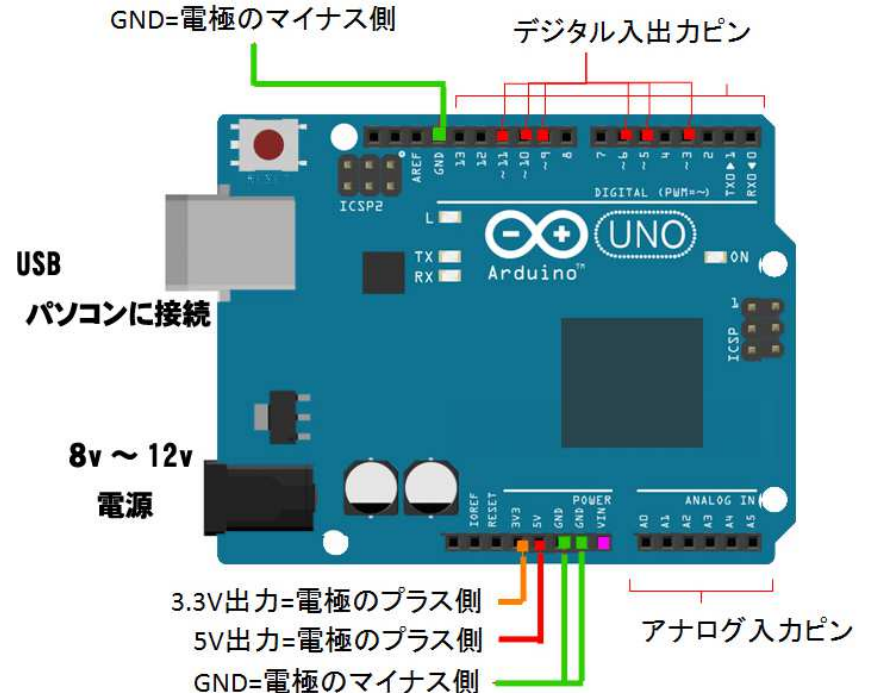 GND=電極のマイナス側
デジタル入出力ピン
AREF
GND
13
12
~11
~10
~9
8
7
~6
~5
4
~3
2
TX0▶1
RX0◀0
DIGITAL (PWM=~)
ICSP2
L
TX
RX
UNO
Arduino™
ON
USB
パソコンに接続
1
ICSP
8v ～ 12v
電源
IOREF
RESET
3V3
5V
GND
GND
VIN
POWER
ANALOG IN
A0
A1
A2
A3
A4
A5
3.3V出力=電極のプラス側
5V出力=電極のプラス側
GND=電極のマイナス側
アナログ入力ピン